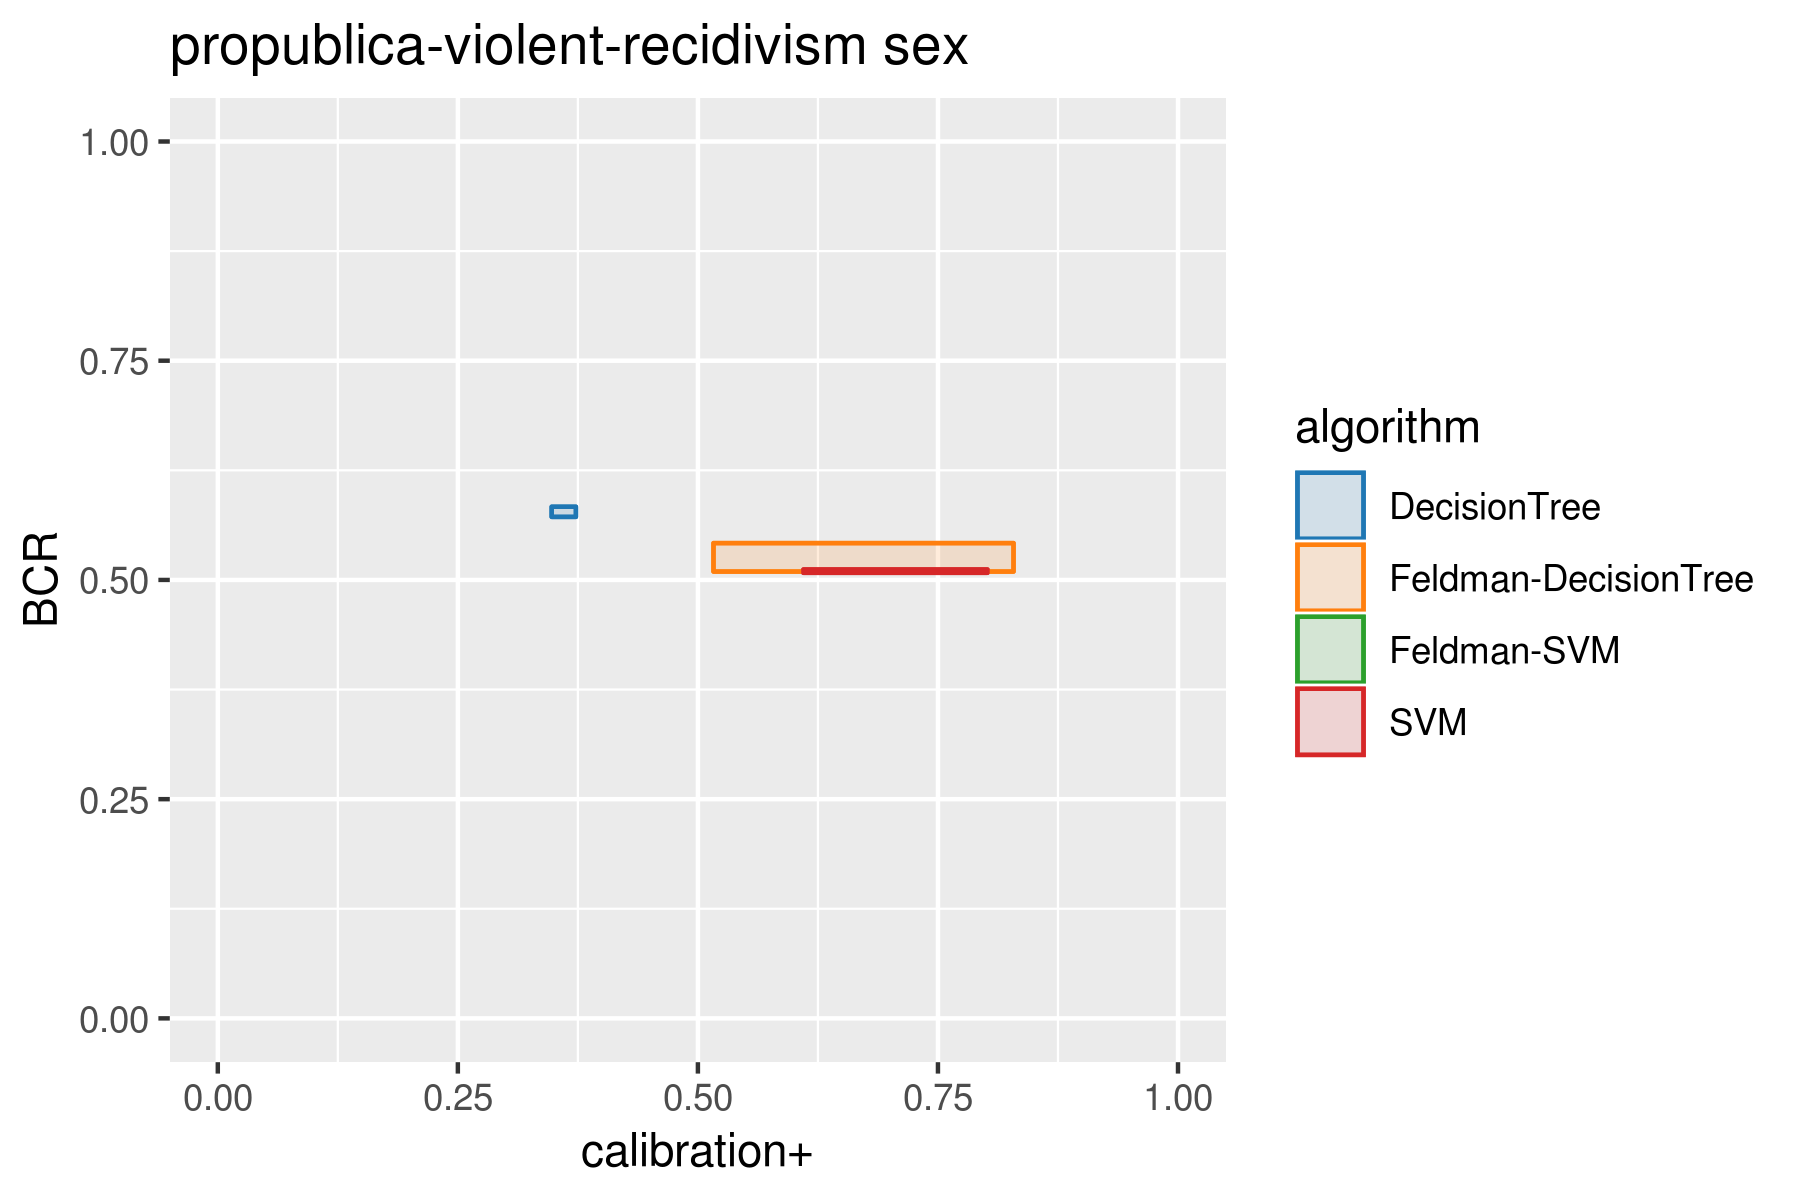 propublica-violent-recidivism sex
1.00
0.75
0.50
0.25
0.00
BCR
0.00 0.25 0.50 0.75 1.00
calibration+
algorithm
DecisionTree
Feldman-DecisionTree
Feldman-SVM
SVM